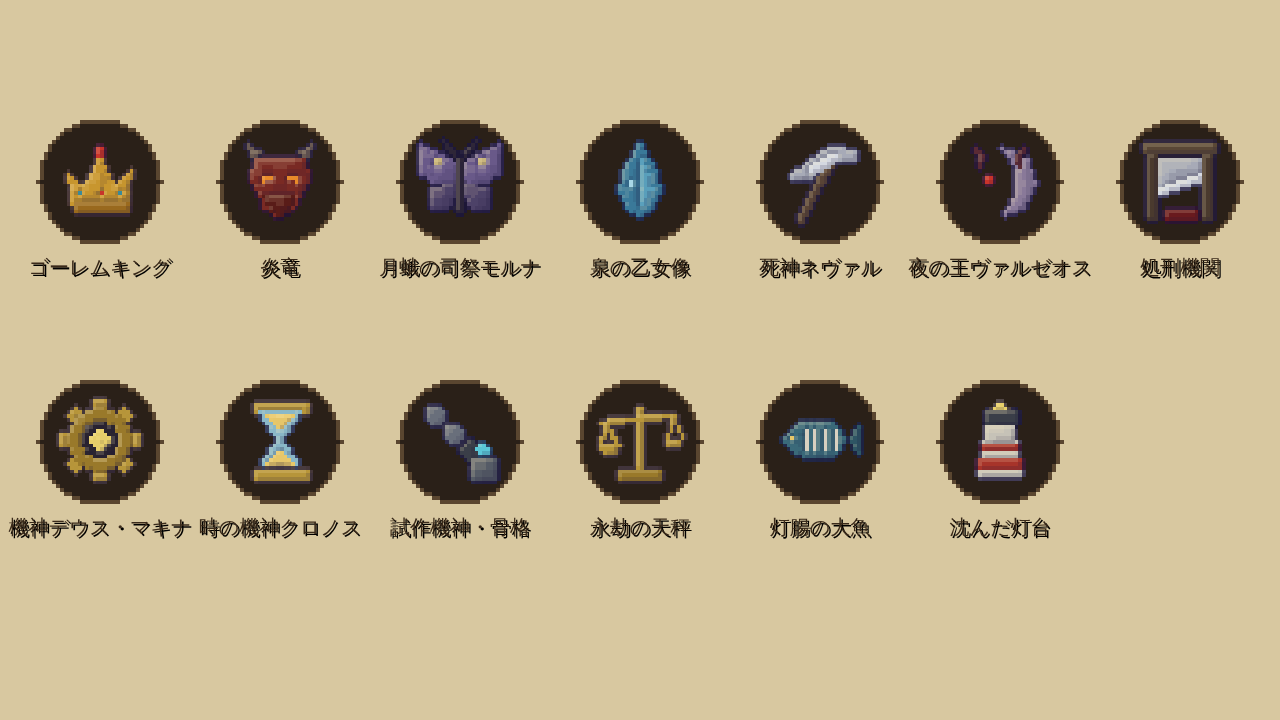 ゴーレムキング
炎竜
月蛾の司祭モルナ
泉の乙女像
死神ネヴァル
夜の王ヴァルゼオス
処刑機関
機神デウス・マキナ
時の機神クロノス
試作機神・骨格
永劫の天秤
灯腸の大魚
沈んだ灯台